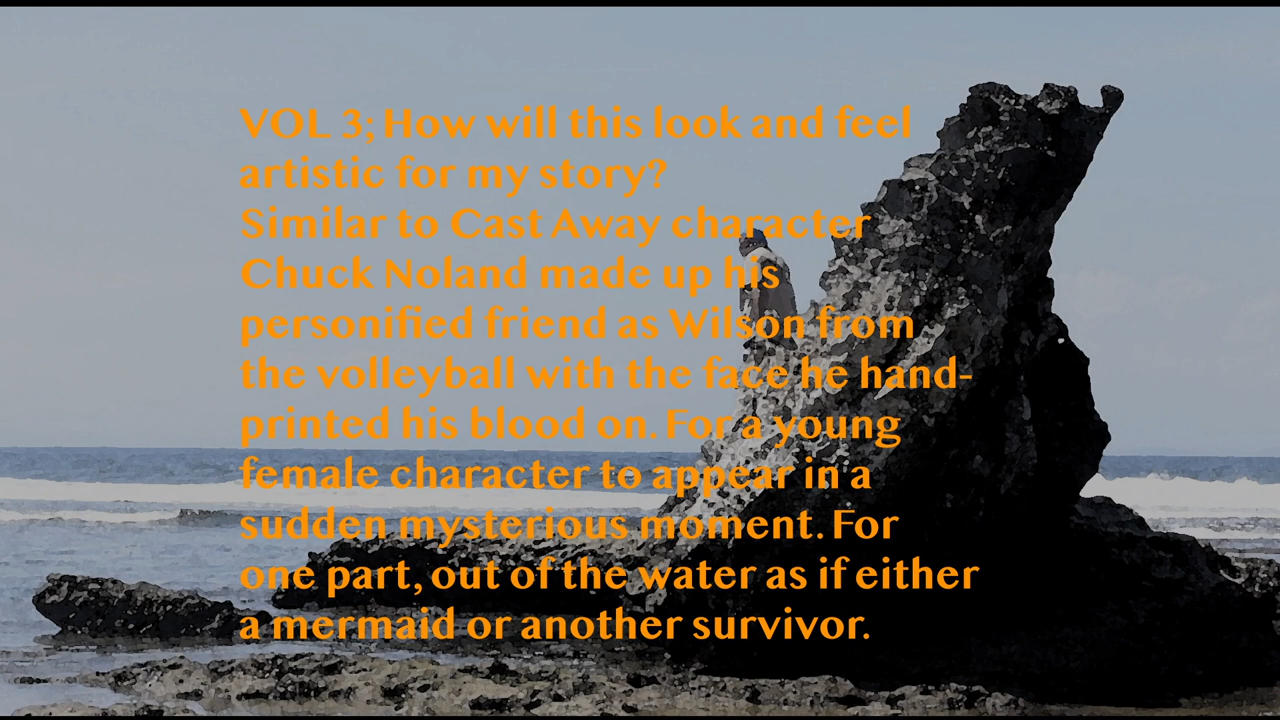 VOL 3; How will this look and feel
artistic for my story?
Similar to Cast Away character
Chuck Noland made up his
personified friend as Wilson from
the volleyball with the face he hand-
printed his blood on. For a young
female character to appear in a
sudden mysterious moment. For
one part, out of the water as if either
a mermaid or another survivor.